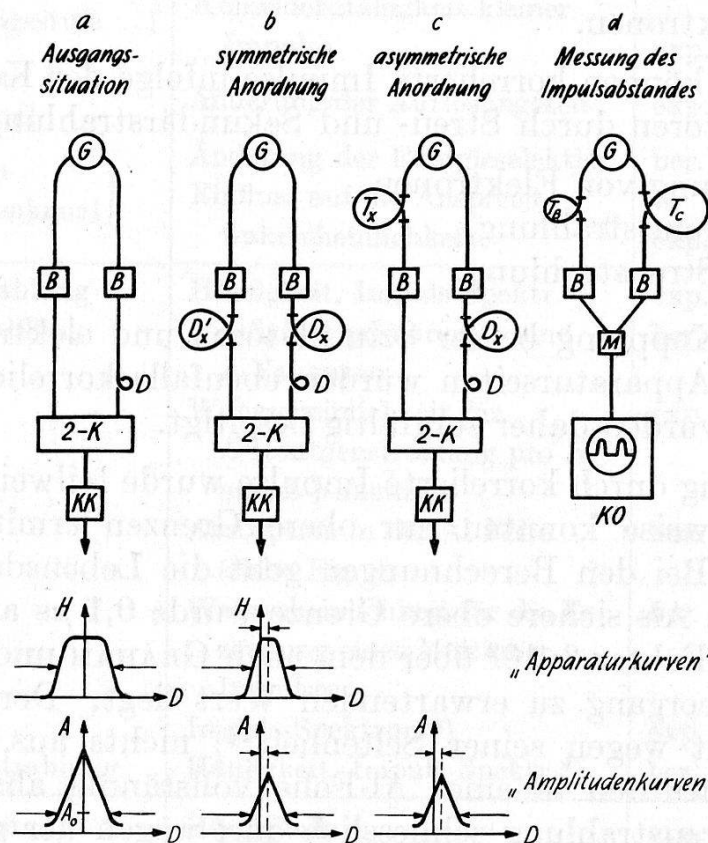 a b c d
Ausgangs- symmetrische asymmetrische Messung des
situation Anordnung Anordnung Impulsabstandes
G G G G
Tx TB TC
B B B B B B B B
D'x Dx Dx M
D D D
2-K 2-K 2-K
KK KK KK KO
H H
D D „Apparaturkurven
A A A
A₀ „Amplitudenkurven
D D D